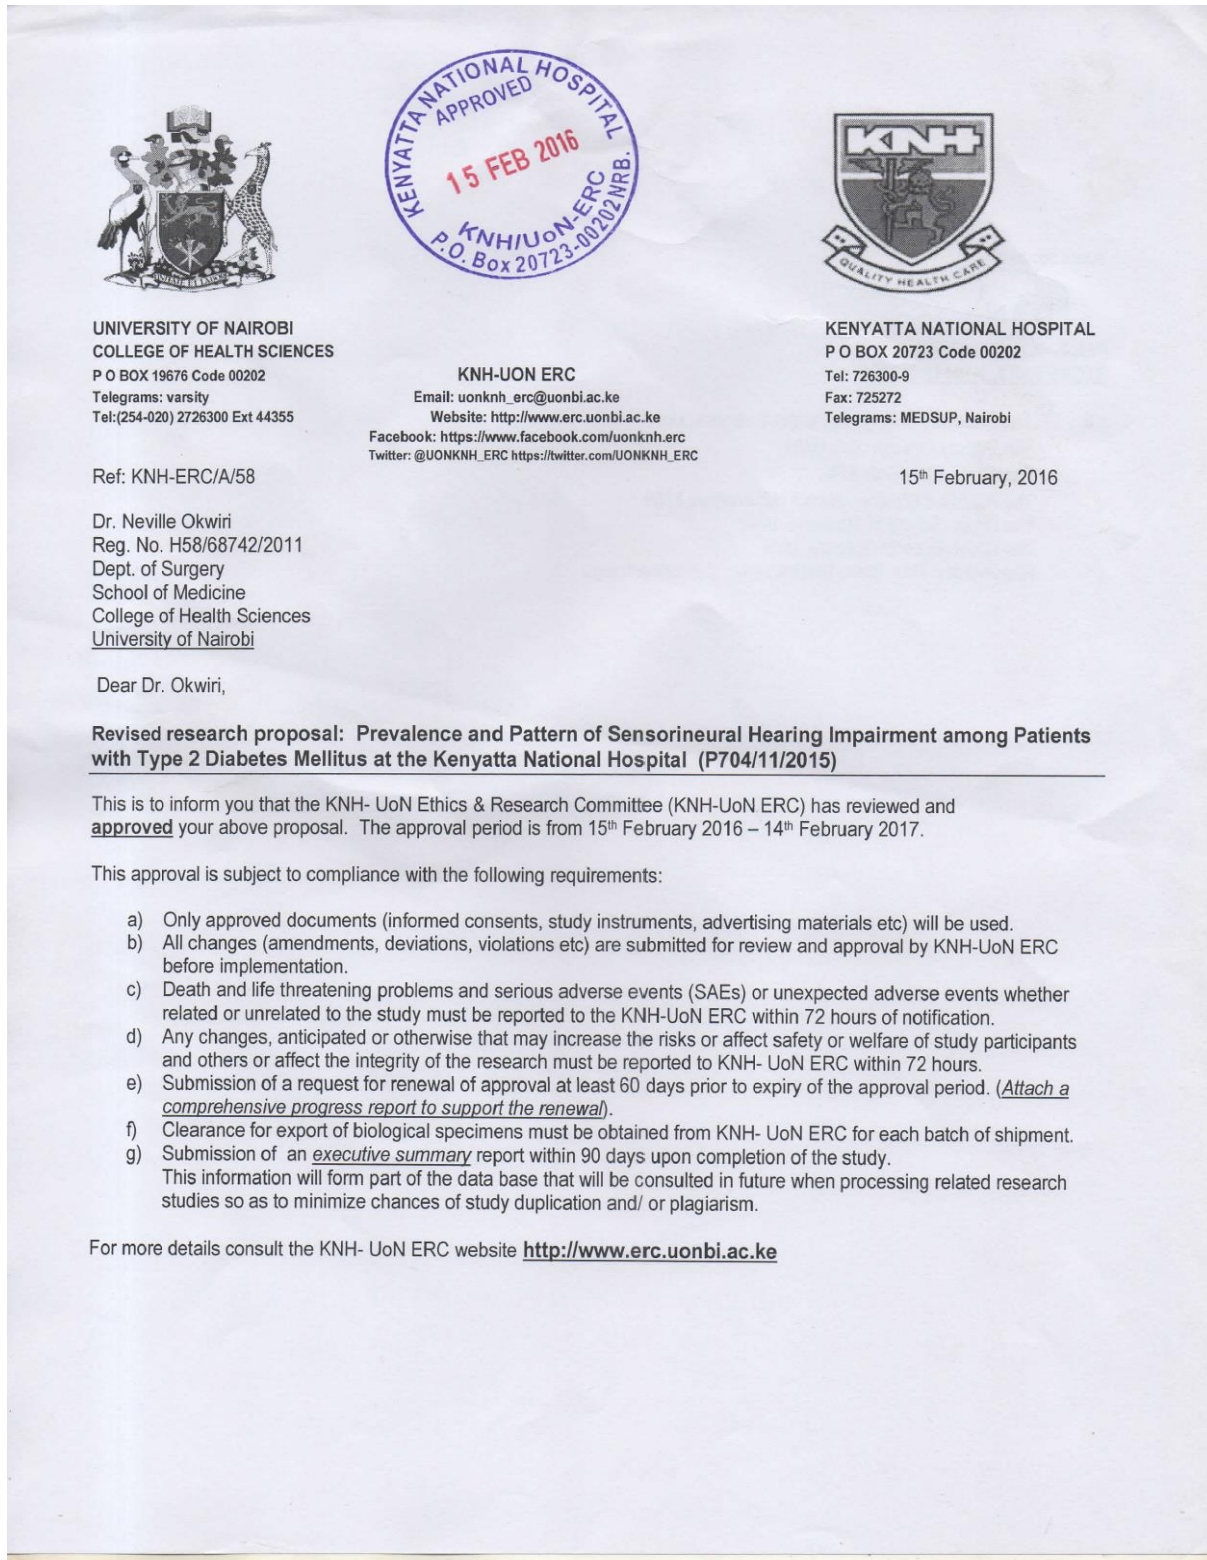 KENYATTA NATIONAL HOSPITAL
APPROVED
15 FEB 2016
KNH/UoN-ERC
P.O. Box 20723-00202 NRB.
KNH
QUALITY HEALTH CARE
UNIVERSITY OF NAIROBI
COLLEGE OF HEALTH SCIENCES
P O BOX 19676 Code 00202
Telegrams: varsity
Tel:(254-020) 2726300 Ext 44355
KNH-UON ERC
Email: uonknh_erc@uonbi.ac.ke
Website: http://www.erc.uonbi.ac.ke
Facebook: https://www.facebook.com/uonknh.erc
Twitter: @UONKNH_ERC https://twitter.com/UONKNH_ERC
KENYATTA NATIONAL HOSPITAL
P O BOX 20723 Code 00202
Tel: 726300-9
Fax: 725272
Telegrams: MEDSUP, Nairobi
Ref: KNH-ERC/A/58
15th February, 2016
Dr. Neville Okwiri
Reg. No. H58/68742/2011
Dept. of Surgery
School of Medicine
College of Health Sciences
University of Nairobi
Dear Dr. Okwiri,
Revised research proposal: Prevalence and Pattern of Sensorineural Hearing Impairment among Patients
with Type 2 Diabetes Mellitus at the Kenyatta National Hospital (P704/11/2015)
This is to inform you that the KNH- UoN Ethics & Research Committee (KNH-UoN ERC) has reviewed and
approved your above proposal. The approval period is from 15th February 2016 – 14th February 2017.
This approval is subject to compliance with the following requirements:
a) Only approved documents (informed consents, study instruments, advertising materials etc) will be used.
b) All changes (amendments, deviations, violations etc) are submitted for review and approval by KNH-UoN ERC
before implementation.
c) Death and life threatening problems and serious adverse events (SAEs) or unexpected adverse events whether
related or unrelated to the study must be reported to the KNH-UoN ERC within 72 hours of notification.
d) Any changes, anticipated or otherwise that may increase the risks or affect safety or welfare of study participants
and others or affect the integrity of the research must be reported to KNH- UoN ERC within 72 hours.
e) Submission of a request for renewal of approval at least 60 days prior to expiry of the approval period. (Attach a
comprehensive progress report to support the renewal).
f) Clearance for export of biological specimens must be obtained from KNH- UoN ERC for each batch of shipment.
g) Submission of an executive summary report within 90 days upon completion of the study.
This information will form part of the data base that will be consulted in future when processing related research
studies so as to minimize chances of study duplication and/ or plagiarism.
For more details consult the KNH- UoN ERC website http://www.erc.uonbi.ac.ke